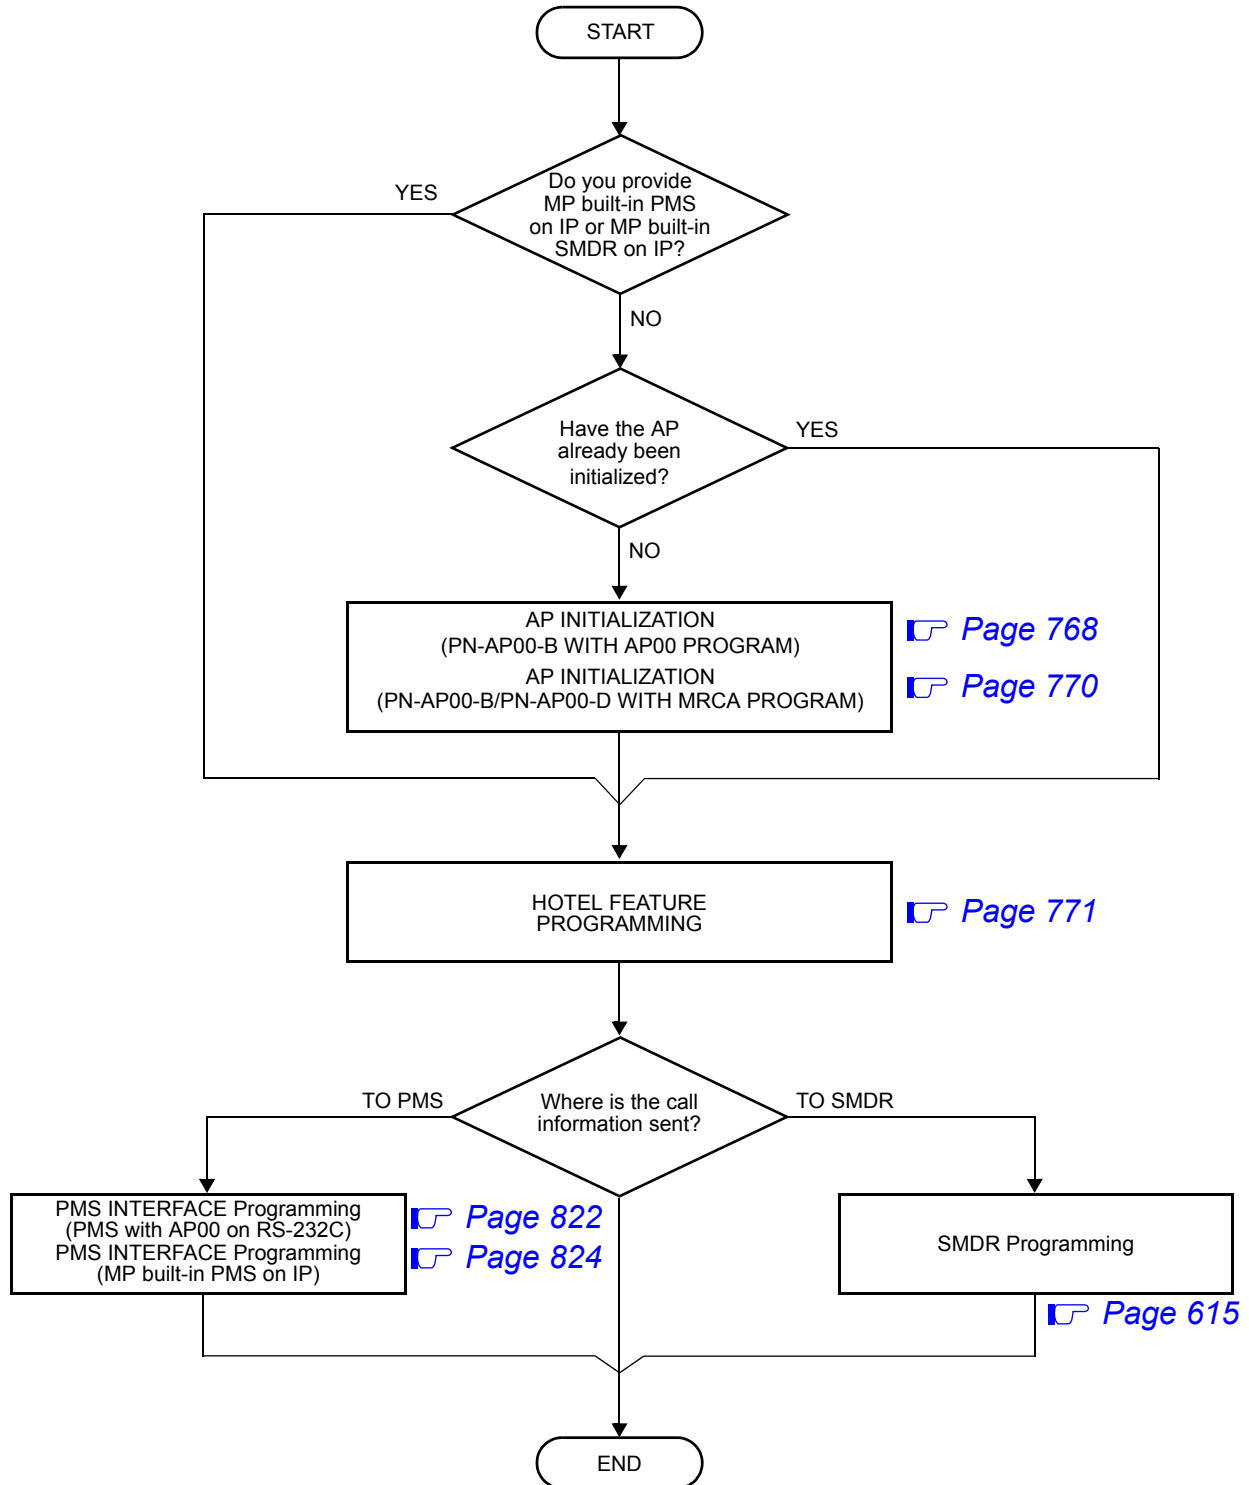 START
YES
Do you provide
MP built-in PMS
on IP or MP built-in
SMDR on IP?
NO
Have the AP
already been
initialized?
YES
NO
AP INITIALIZATION
(PN-AP00-B WITH AP00 PROGRAM)
Page 768
AP INITIALIZATION
(PN-AP00-B/PN-AP00-D WITH MRCA PROGRAM)
Page 770
HOTEL FEATURE
PROGRAMMING
Page 771
TO PMS
Where is the call
information sent?
TO SMDR
PMS INTERFACE Programming
(PMS with AP00 on RS-232C)
Page 822
PMS INTERFACE Programming
(MP built-in PMS on IP)
Page 824
SMDR Programming
Page 615
END